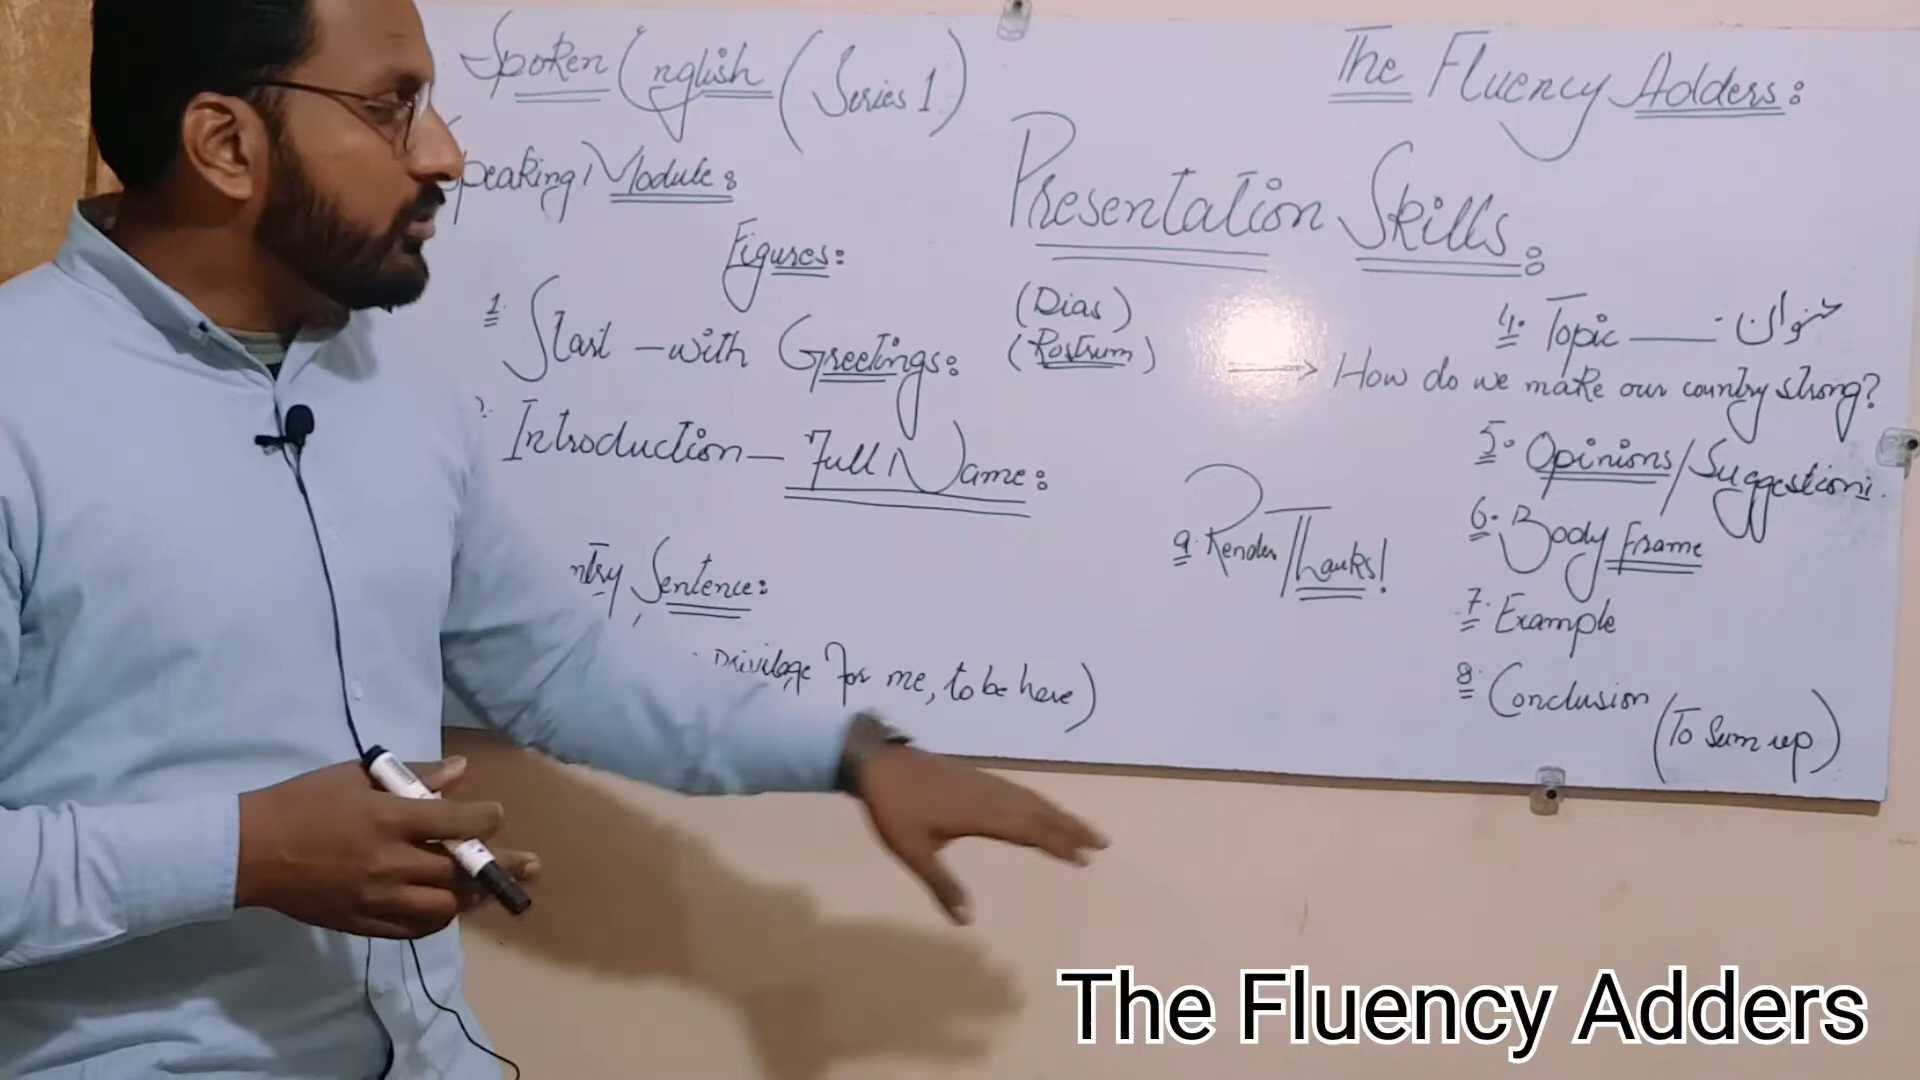 Spoken English (Series 1)
The Fluency Adders:
Speaking Module:
Presentation Skills:
Figures:
1. Start - with Greetings:
(Dias)
(Rostrum)
2. Introduction - Full Name:
ntry Sentence:
privilage for me, to be here)
4. Topic —— عنوان
→ How do we make our country strong?
5. Opinions/Suggestions.
6. Body Frame
7. Example
8. Conclusion
(To Sum up)
9. Render Thanks!
The Fluency Adders